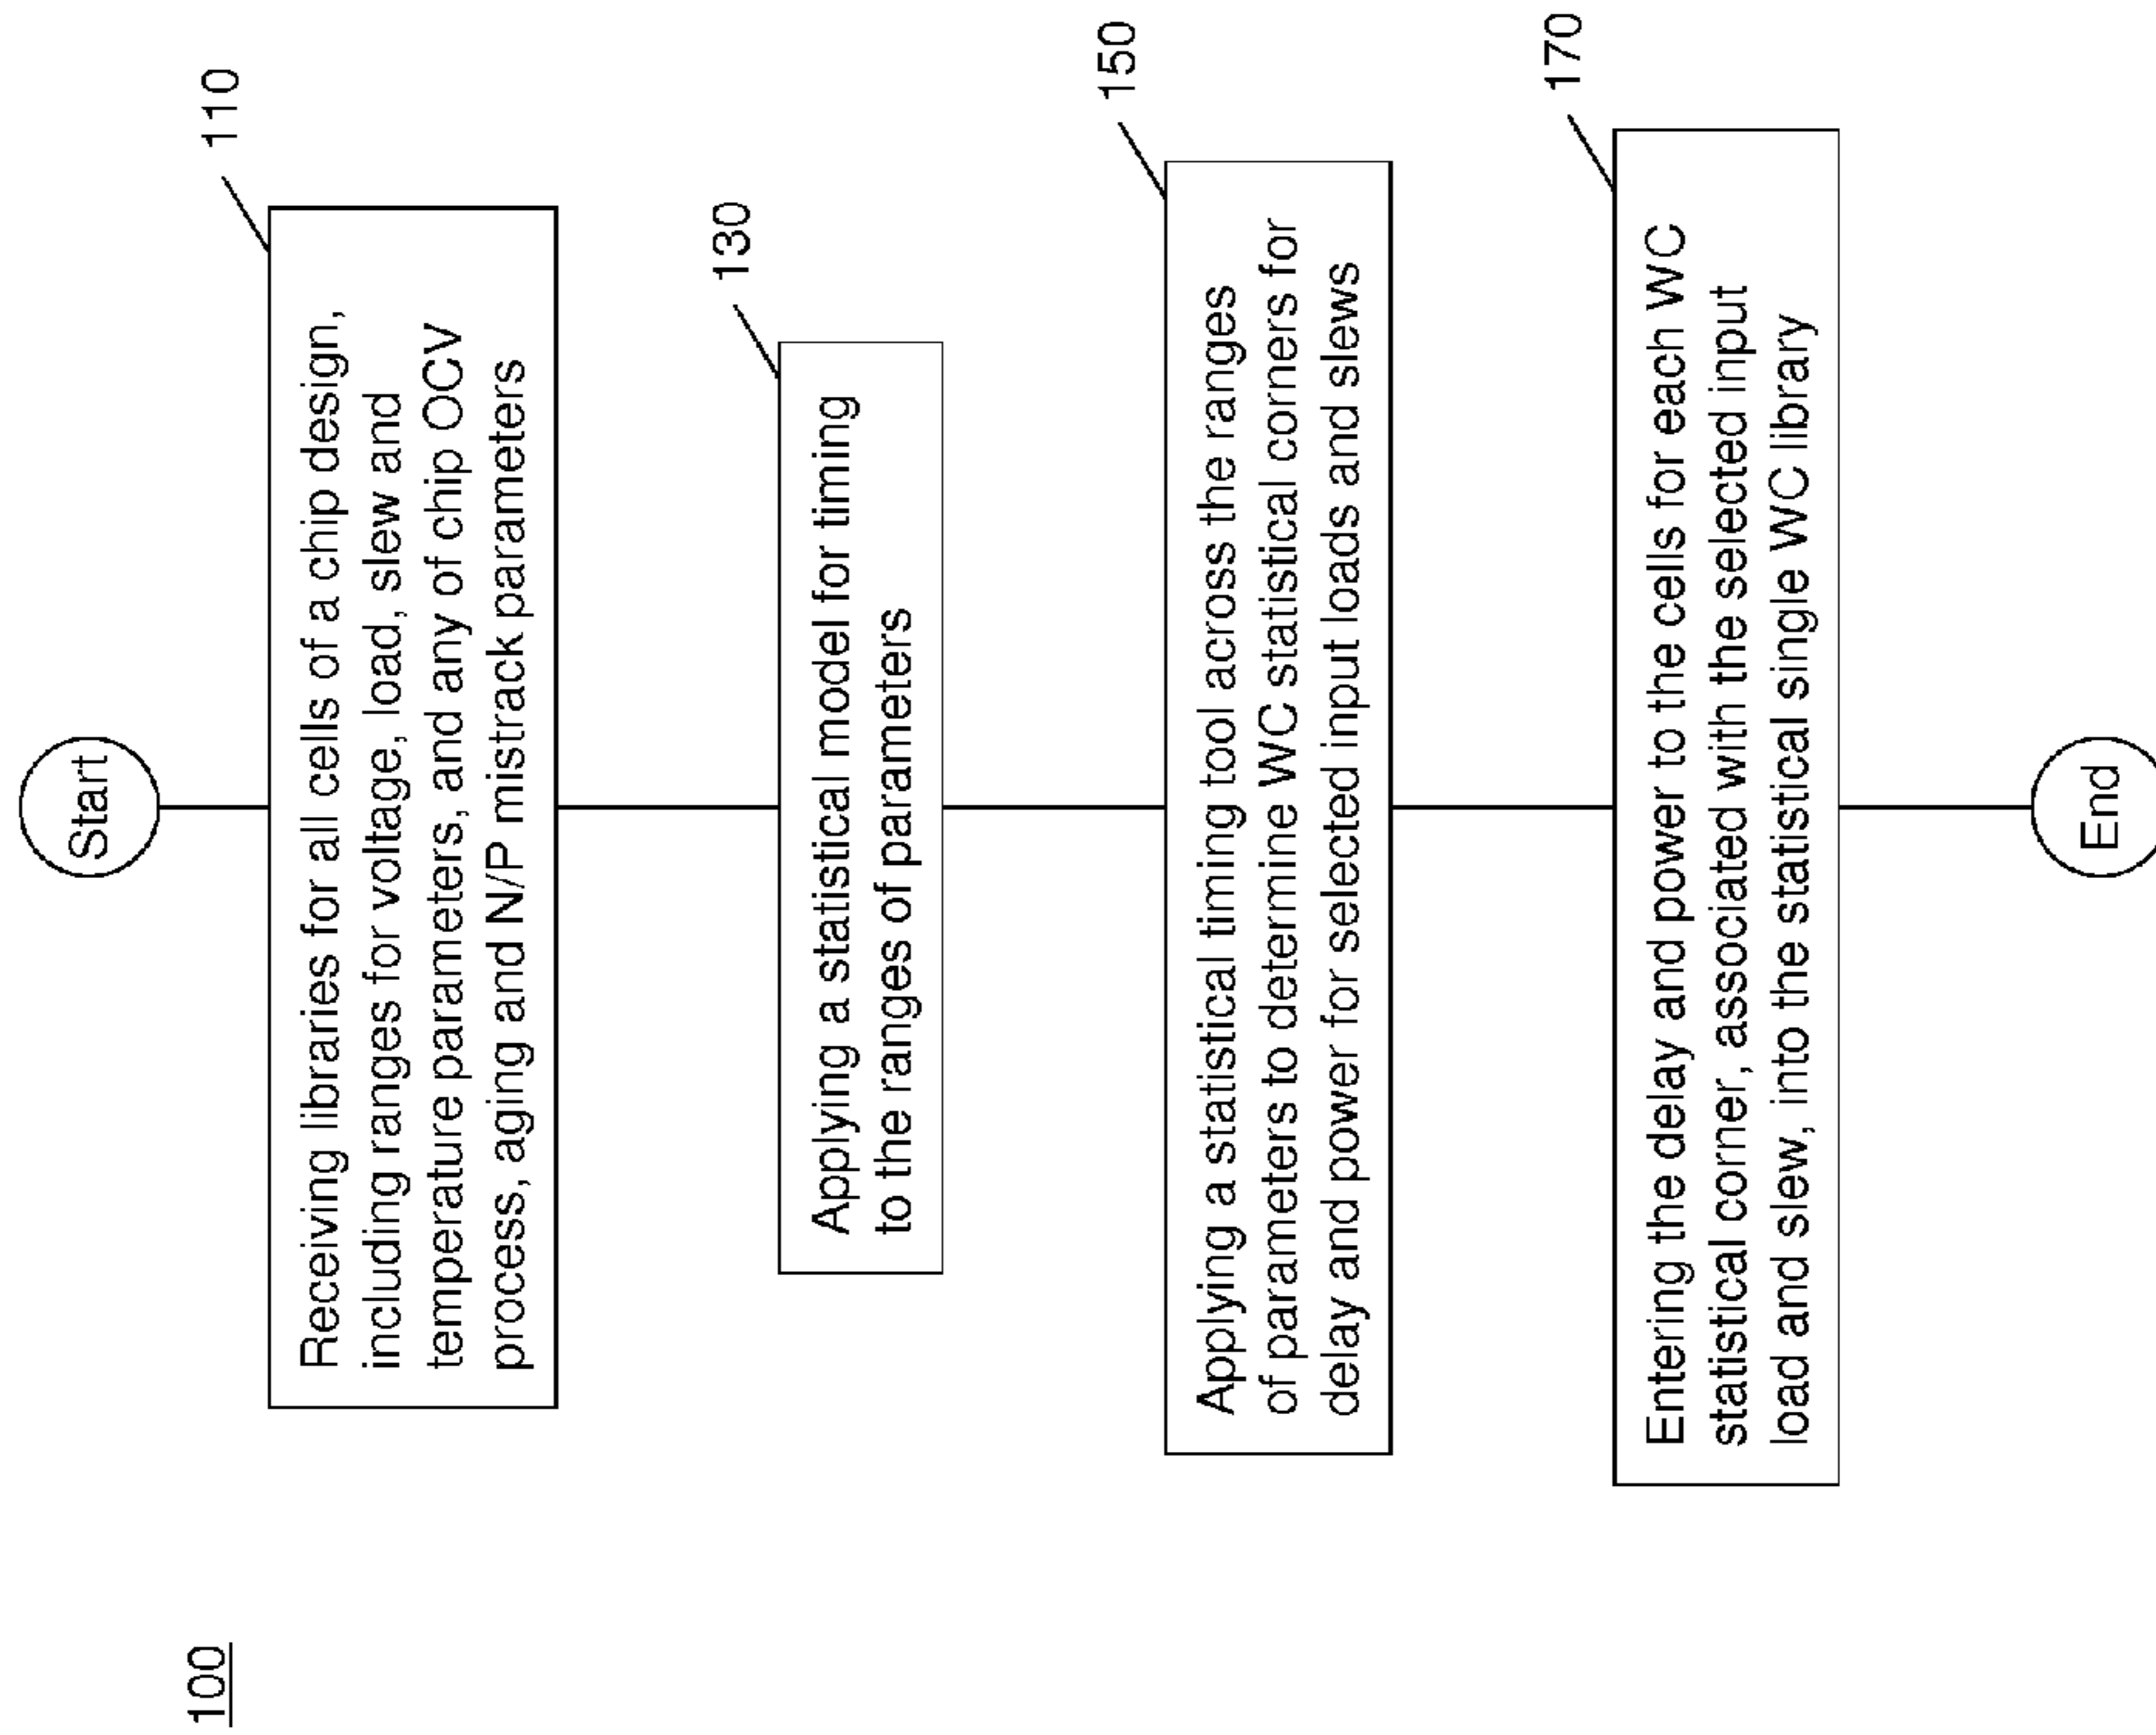 100
Start
110
Receiving libraries for all cells of a chip design,
including ranges for voltage, load, slew and
temperature parameters, and any of chip OCV
process, aging and N/P mistrack parameters
130
Applying a statistical model for timing
to the ranges of parameters
150
Applying a statistical timing tool across the ranges
of parameters to determine WC statistical corners for
delay and power for selected input loads and slews
170
Entering the delay and power to the cells for each WC
statistical corner, associated with the selected input
load and slew, into the statistical single WC library
End